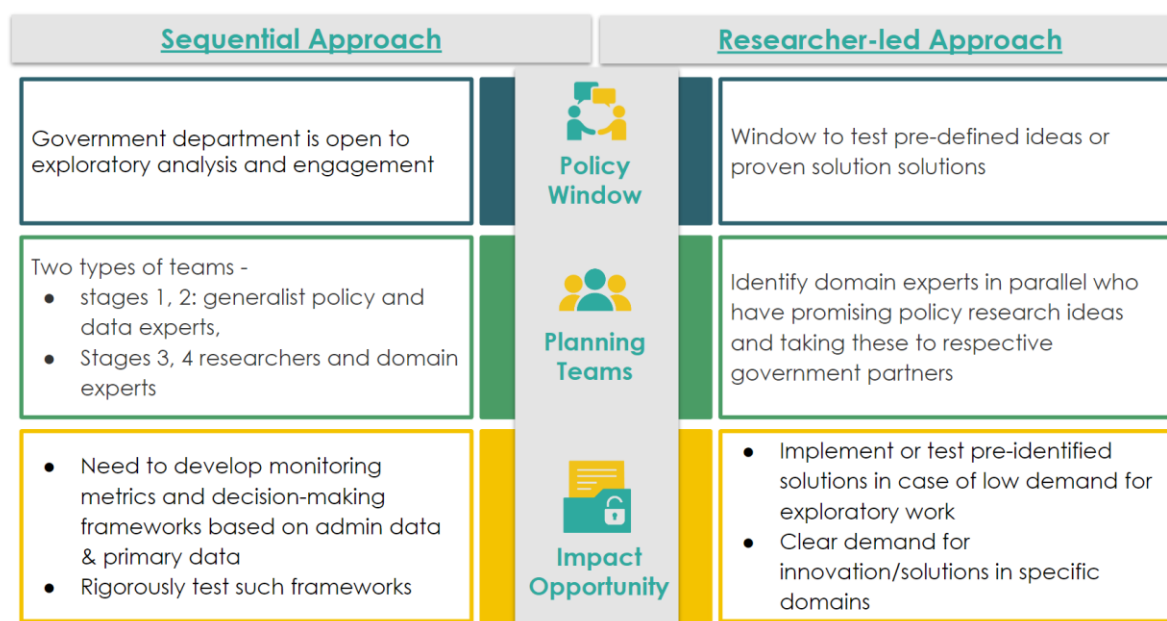 Sequential Approach
Researcher-led Approach
Government department is open to
exploratory analysis and engagement
Policy
Window
Window to test pre-defined ideas or
proven solution solutions
Two types of teams -
● stages 1, 2: generalist policy and
data experts,
● Stages 3, 4 researchers and domain
experts
Planning
Teams
Identify domain experts in parallel who
have promising policy research ideas
and taking these to respective
government partners
● Need to develop monitoring
metrics and decision-making
frameworks based on admin data
& primary data
● Rigorously test such frameworks
Impact
Opportunity
● Implement or test pre-identified
solutions in case of low demand for
exploratory work
● Clear demand for
innovation/solutions in specific
domains